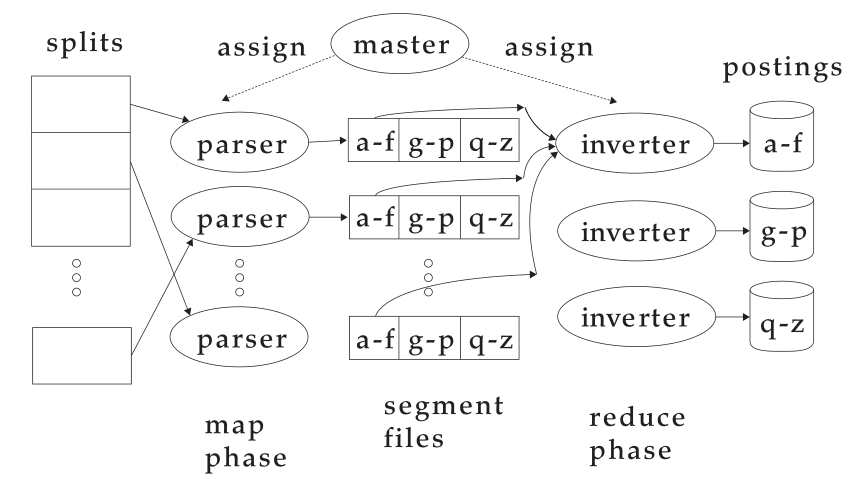 splits
assign
master
assign
postings
parser
a-f g-p q-z
inverter
a-f
parser
a-f g-p q-z
inverter
g-p
parser
a-f g-p q-z
inverter
q-z
map
phase
segment
files
reduce
phase